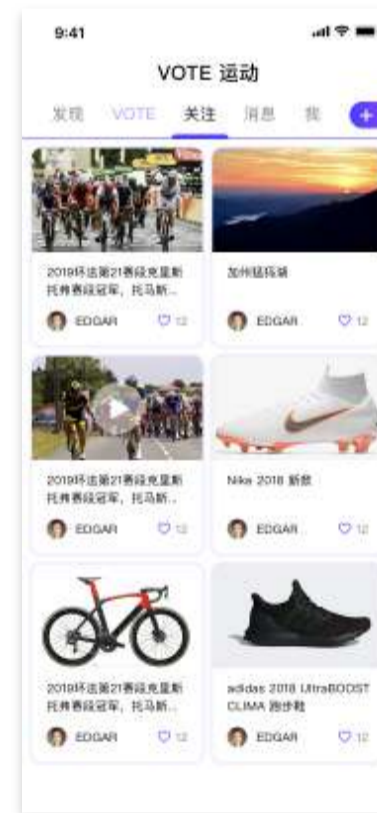 9:41
VOTE 运动
发现 VOTE 关注 消息 我
2019环法第21赛段克里斯
托弗赛段冠军，托马斯...
EDGAR 12
加州猛犸湖
EDGAR 12
2019环法第21赛段克里斯
托弗赛段冠军，托马斯...
EDGAR 12
Nike 2018 新款
EDGAR 12
2019环法第21赛段克里斯
托弗赛段冠军，托马斯...
EDGAR 12
adidas 2018 UltraBOOST
CLIMA 跑步鞋
EDGAR 12